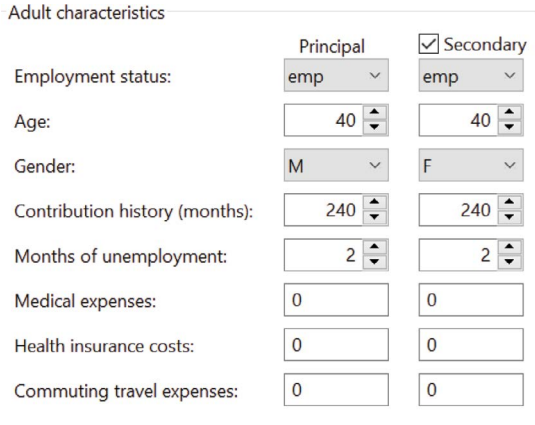 Adult characteristics
Principal Secondary
Employment status: emp emp
Age: 40 40
Gender: M F
Contribution history (months): 240 240
Months of unemployment: 2 2
Medical expenses: 0 0
Health insurance costs: 0 0
Commuting travel expenses: 0 0